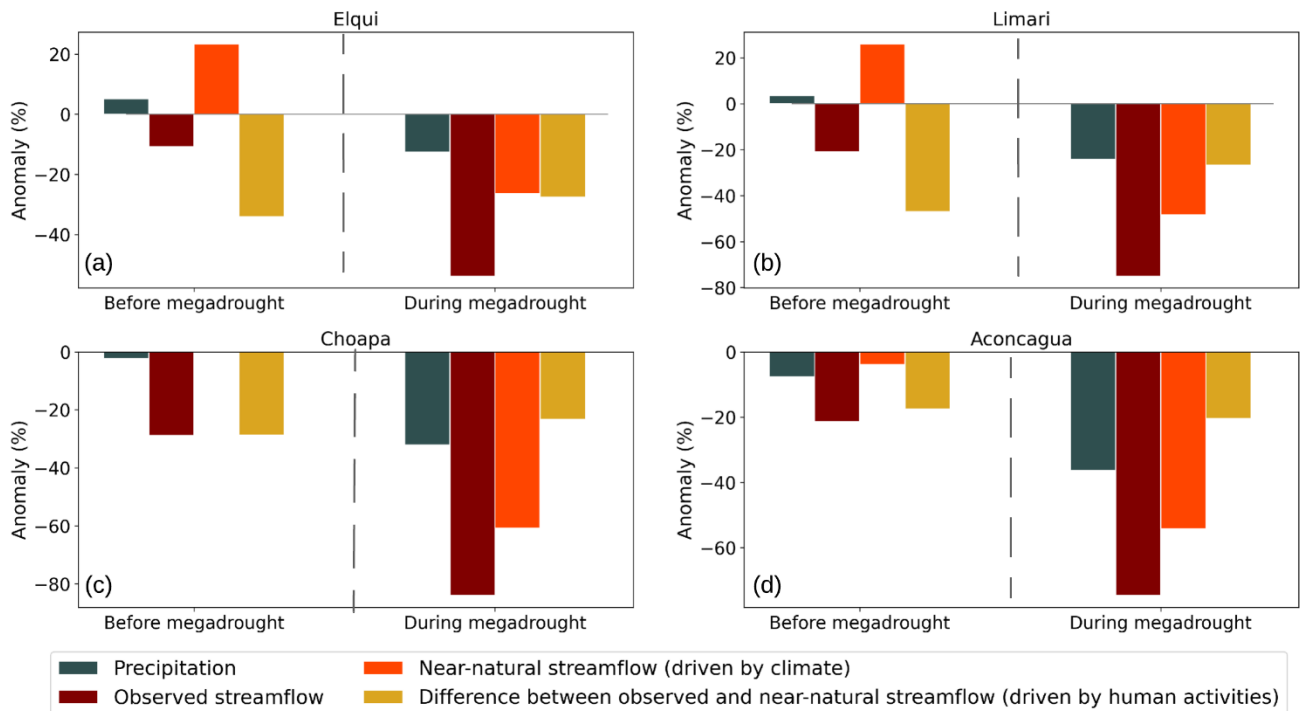 Elqui
Limari
Anomaly (%)
20
0
−20
−40
(a)
Before megadrought
During megadrought
Anomaly (%)
20
0
−20
−40
−60
−80
(b)
Before megadrought
During megadrought
Choapa
Aconcagua
Anomaly (%)
0
−20
−40
−60
−80
(c)
Before megadrought
During megadrought
Anomaly (%)
0
−20
−40
−60
(d)
Before megadrought
During megadrought
Precipitation
Near-natural streamflow (driven by climate)
Observed streamflow
Difference between observed and near-natural streamflow (driven by human activities)